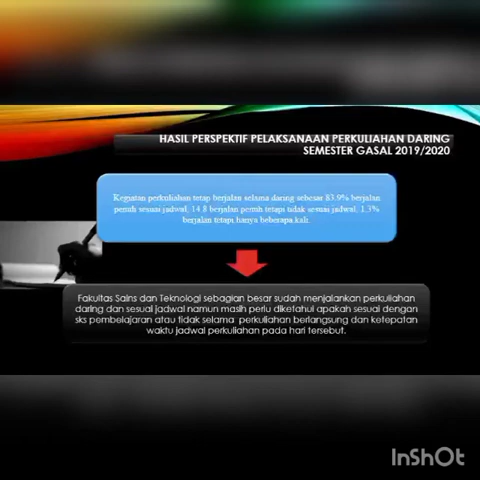 HASIL PERSPEKTIF PELAKSANAAN PERKULIAHAN DARING
SEMESTER GASAL 2019/2020
Kegiatan perkuliahan tetap berjalan selama daring sebesar 83.9% berjalan
penuh sesuai jadwal, 14.8 berjalan penuh tetapi tidak sesuai jadwal, 1.3%
berjalan tetapi hanya beberapa kali.
Fakultas Sains dan Teknologi sebagian besar sudah menjalankan perkuliahan
daring dan sesuai jadwal namun masih perlu diketahui apakah sesuai dengan
sks pembelajaran atau tidak selama perkuliahan berlangsung dan ketepatan
waktu jadwal perkuliahan pada hari tersebut.
InShOt